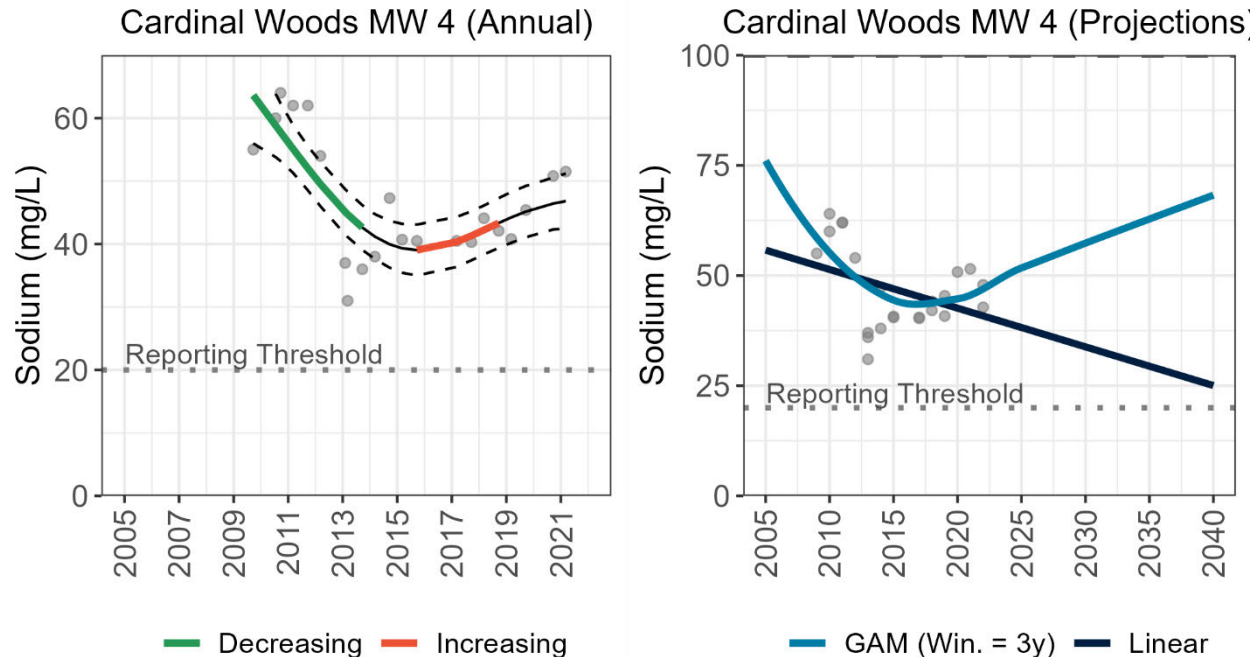 Cardinal Woods MW 4 (Annual)
Sodium (mg/L)
60
40
20
0
Reporting Threshold
2005
2007
2009
2011
2013
2015
2017
2019
2021
Decreasing
Increasing
Cardinal Woods MW 4 (Projections)
Sodium (mg/L)
100
75
50
25
0
Reporting Threshold
2005
2010
2015
2020
2025
2030
2035
2040
GAM (Win. = 3y)
Linear